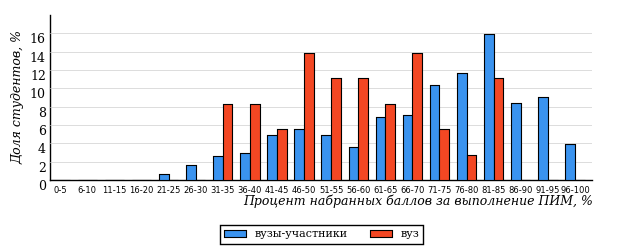 Доля студентов, %
16
14
12
10
8
6
4
2
0
0-5 6-10 11-15 16-20 21-25 26-30 31-35 36-40 41-45 46-50 51-55 56-60 61-65 66-70 71-75 76-80 81-85 86-90 91-95 96-100
Процент набранных баллов за выполнение ПИМ, %
вузы-участники вуз